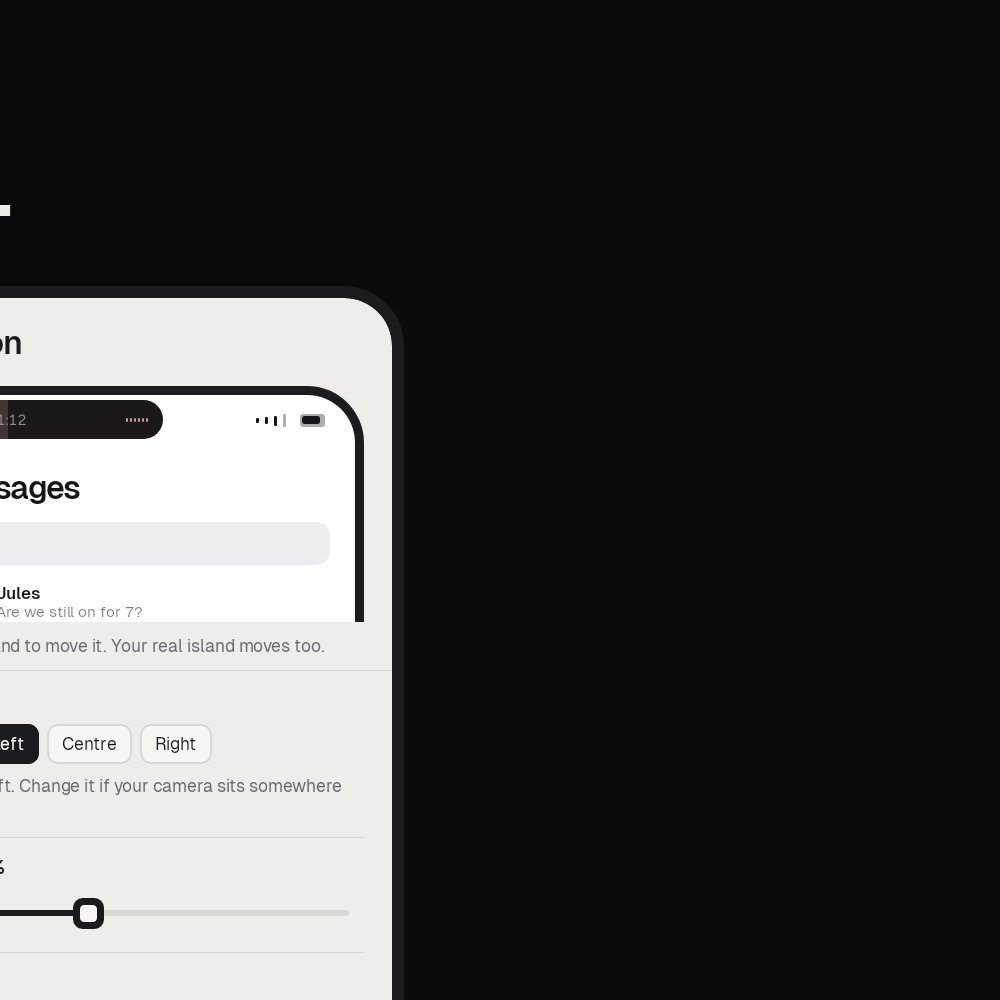 on
1:12
sages
Jules
Are we still on for 7?
nd to move it. Your real island moves too.
eft Centre Right
ft. Change it if your camera sits somewhere
%